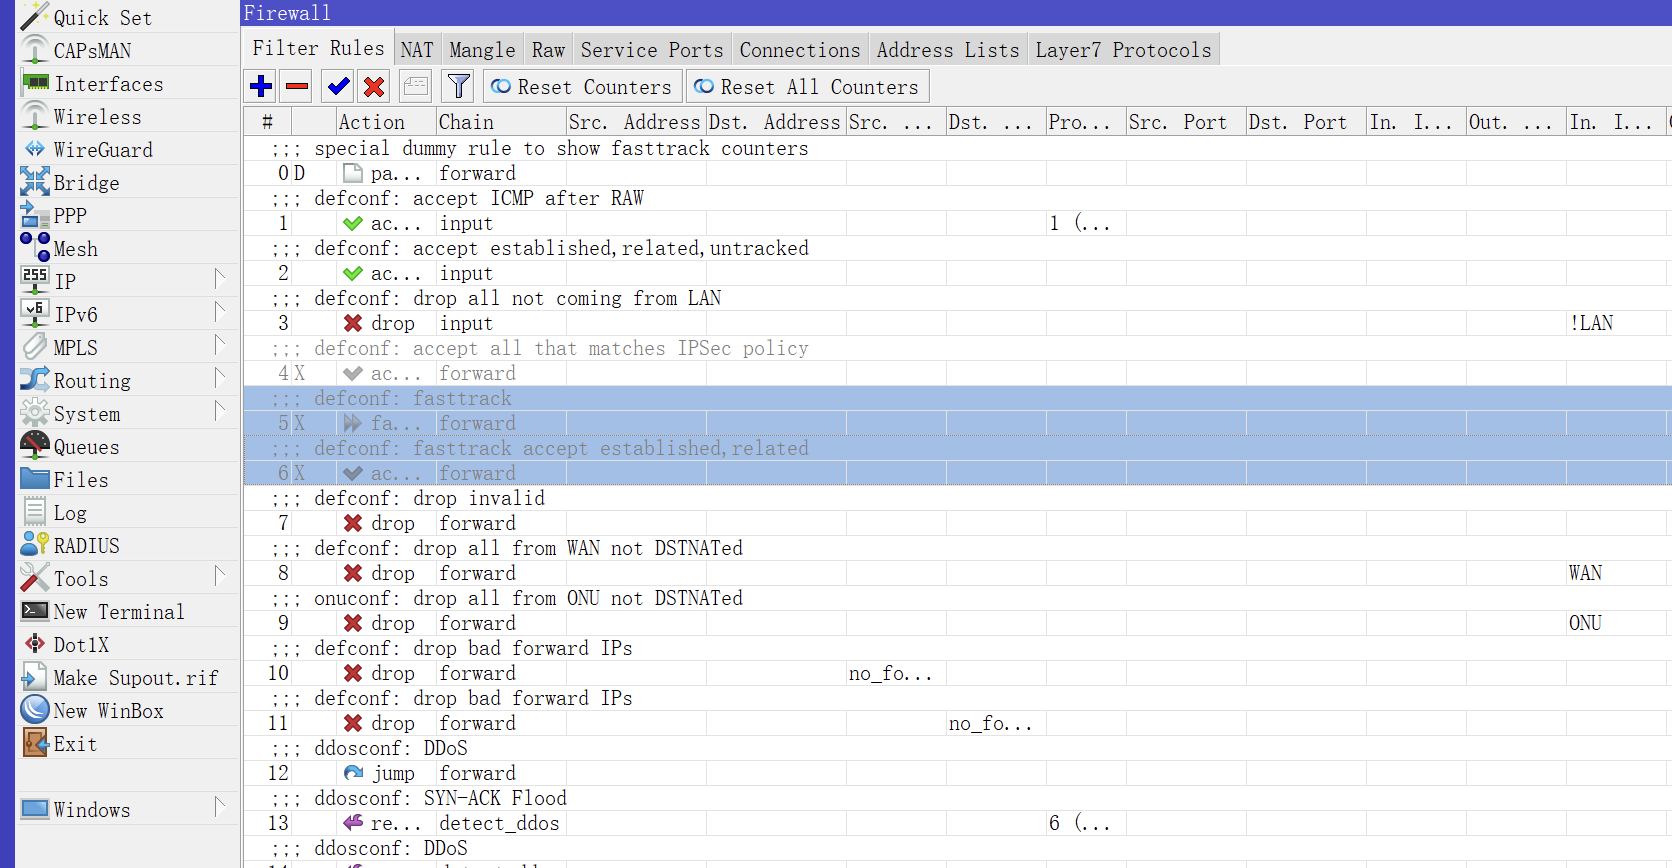 Quick Set
CAPsMAN
Interfaces
Wireless
WireGuard
Bridge
PPP
Mesh
255 IP
v6 IPv6
MPLS
Routing
System
Queues
Files
Log
RADIUS
Tools
New Terminal
Dot1X
Make Supout.rif
New WinBox
Exit
Windows
Firewall
Filter Rules NAT Mangle Raw Service Ports Connections Address Lists Layer7 Protocols
Reset Counters Reset All Counters
# Action Chain Src. Address Dst. Address Src. ... Dst. ... Pro... Src. Port Dst. Port In. I... Out. ... In. I...
;;; special dummy rule to show fasttrack counters
0 D pa... forward
;;; defconf: accept ICMP after RAW
1 ac... input 1 (...
;;; defconf: accept established,related,untracked
2 ac... input
;;; defconf: drop all not coming from LAN
3 drop input !LAN
;;; defconf: accept all that matches IPSec policy
4 X ac... forward
;;; defconf: fasttrack
5 X fa... forward
;;; defconf: fasttrack accept established,related
6 X ac... forward
;;; defconf: drop invalid
7 drop forward
;;; defconf: drop all from WAN not DSTNATed
8 drop forward WAN
;;; onuconf: drop all from ONU not DSTNATed
9 drop forward ONU
;;; defconf: drop bad forward IPs
10 drop forward no_fo...
;;; defconf: drop bad forward IPs
11 drop forward no_fo...
;;; ddosconf: DDoS
12 jump forward
;;; ddosconf: SYN-ACK Flood
13 re... detect_ddos 6 (...
;;; ddosconf: DDoS